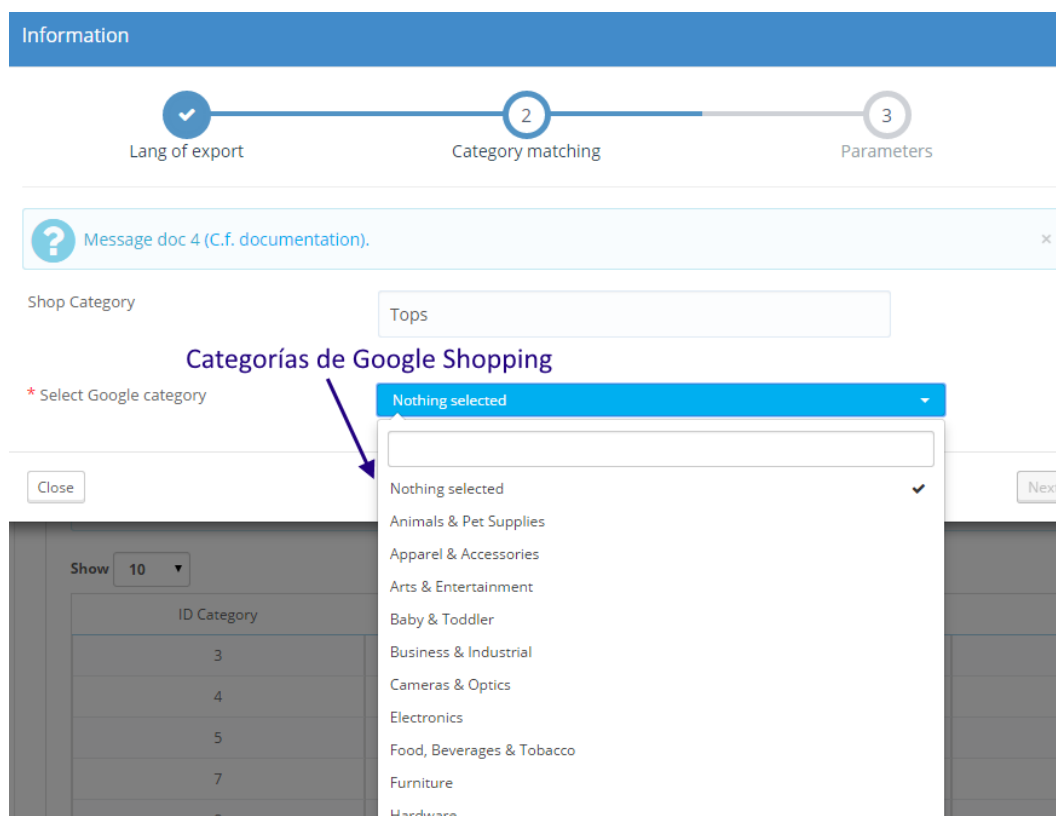 Information
2
3
Lang of export
Category matching
Parameters
? Message doc 4 (C.f. documentation). ×
Shop Category
Tops
Categorías de Google Shopping
* Select Google category
Nothing selected
Nothing selected
Close
Next
Animals & Pet Supplies
Apparel & Accessories
Show 10
Arts & Entertainment
ID Category
Baby & Toddler
3
Business & Industrial
4
Cameras & Optics
Electronics
5
Food, Beverages & Tobacco
7
Furniture
Hardware